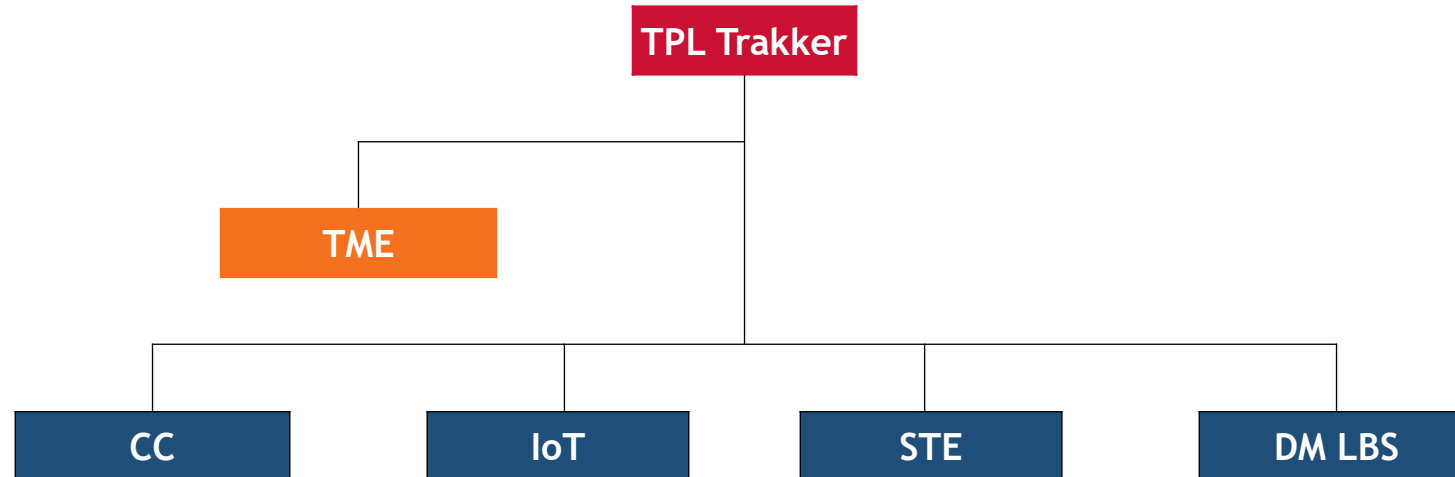 TPL Trakker
TME
CC
IoT
STE
DM LBS